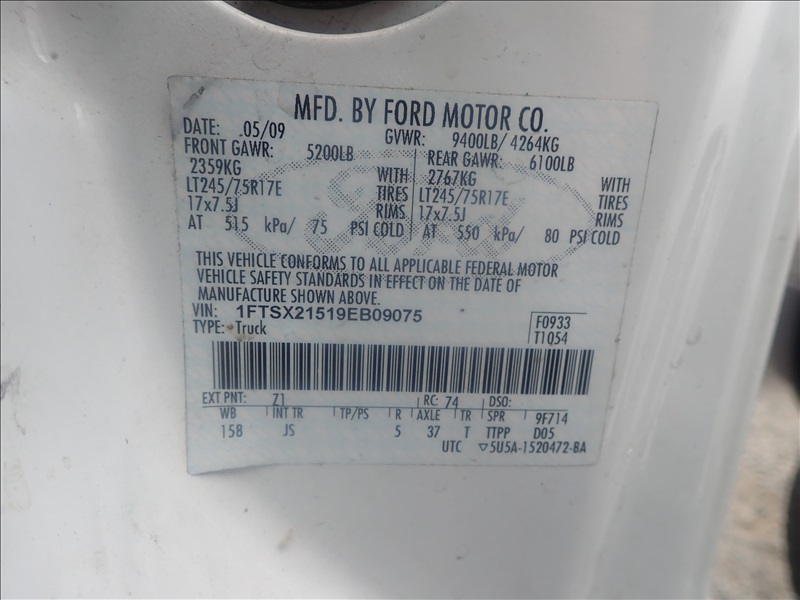 MFD. BY FORD MOTOR CO.
DATE: 05/09 GVWR: 9400LB/ 4264KG
FRONT GAWR: 5200LB REAR GAWR: 6100LB
2359KG WITH 2767KG WITH
LT245/75R17E TIRES LT245/75R17E TIRES
17x7.5J RIMS 17x7.5J RIMS
AT 515 kPa/ 75 PSI COLD AT 550 kPa/ 80 PSI COLD
Ford
THIS VEHICLE CONFORMS TO ALL APPLICABLE FEDERAL MOTOR
VEHICLE SAFETY STANDARDS IN EFFECT ON THE DATE OF
MANUFACTURE SHOWN ABOVE.
VIN: 1FTSX21519EB09075 F0933
TYPE: Truck T1054
EXT PNT: Z1 RC: 74 DSO:
WB INT TR TP/PS R AXLE TR SPR 9F714
158 JS 5 37 T TTPP D05
UTC ▽5U5A-1520472-BA